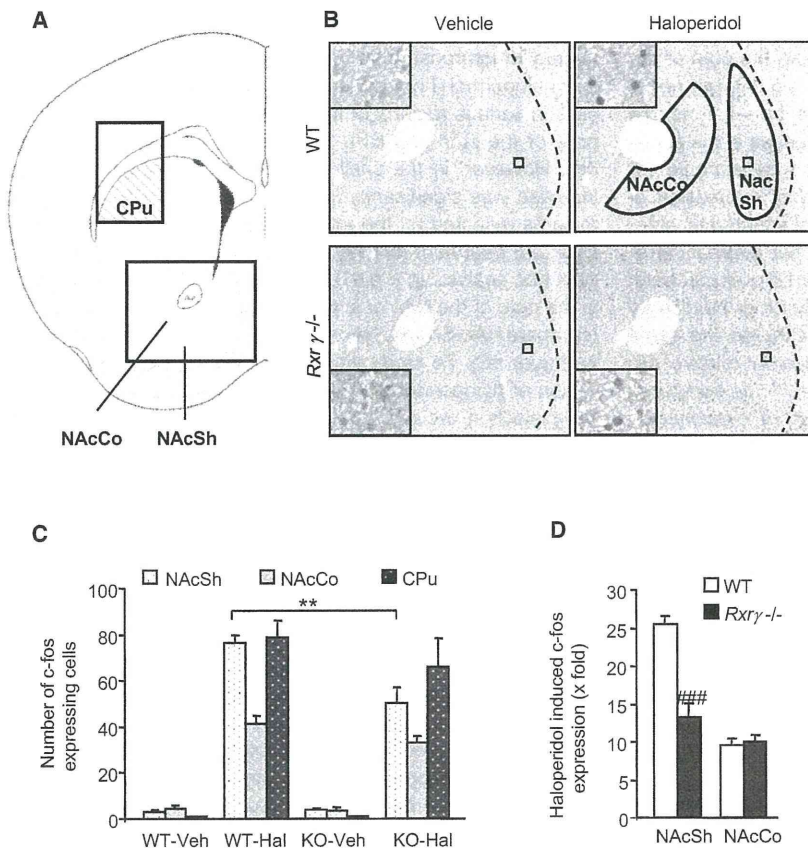 A
CPu
NAcCo NAcSh
B
Vehicle Haloperidol
WT
NAcCo
Nac
Sh
Rxr γ -/-
C
NAcSh NAcCo CPu
Number of c-fos
expressing cells
100
80
60
40
20
0
**
WT-Veh WT-Hal KO-Veh KO-Hal
D
WT
Rxrγ -/-
Haloperidol induced c-fos
expression (x fold)
30
25
20
15
10
5
0
###
NAcSh NAcCo